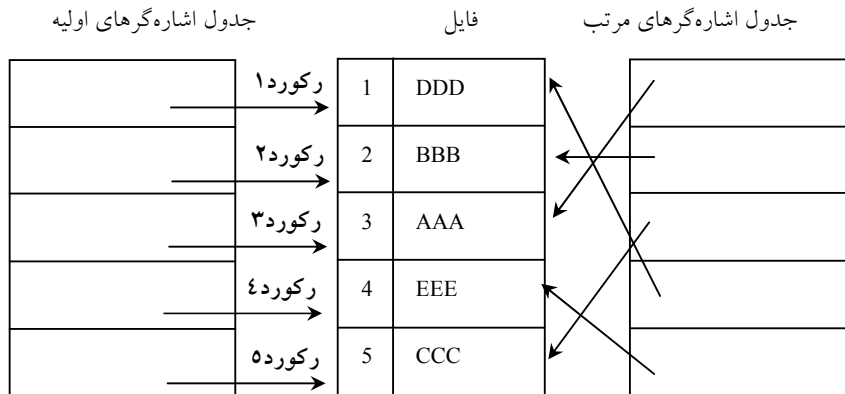 جدول اشاره‌گرهای مرتب
فایل
جدول اشاره‌گرهای اولیه
رکورد۱ 1 DDD
رکورد۲ 2 BBB
رکورد۳ 3 AAA
رکورد٤ 4 EEE
رکورد٥ 5 CCC